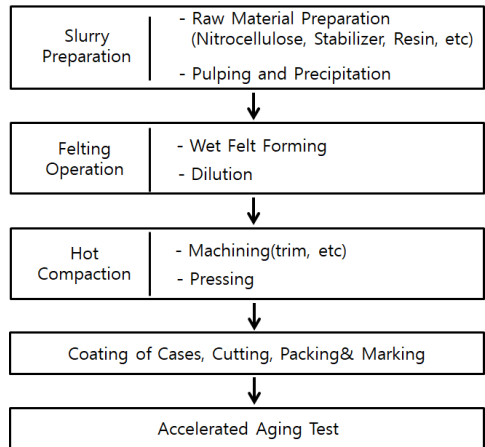 Slurry
Preparation
- Raw Material Preparation
(Nitrocellulose, Stabilizer, Resin, etc)
- Pulping and Precipitation
Felting
Operation
- Wet Felt Forming
- Dilution
Hot
Compaction
- Machining(trim, etc)
- Pressing
Coating of Cases, Cutting, Packing& Marking
Accelerated Aging Test